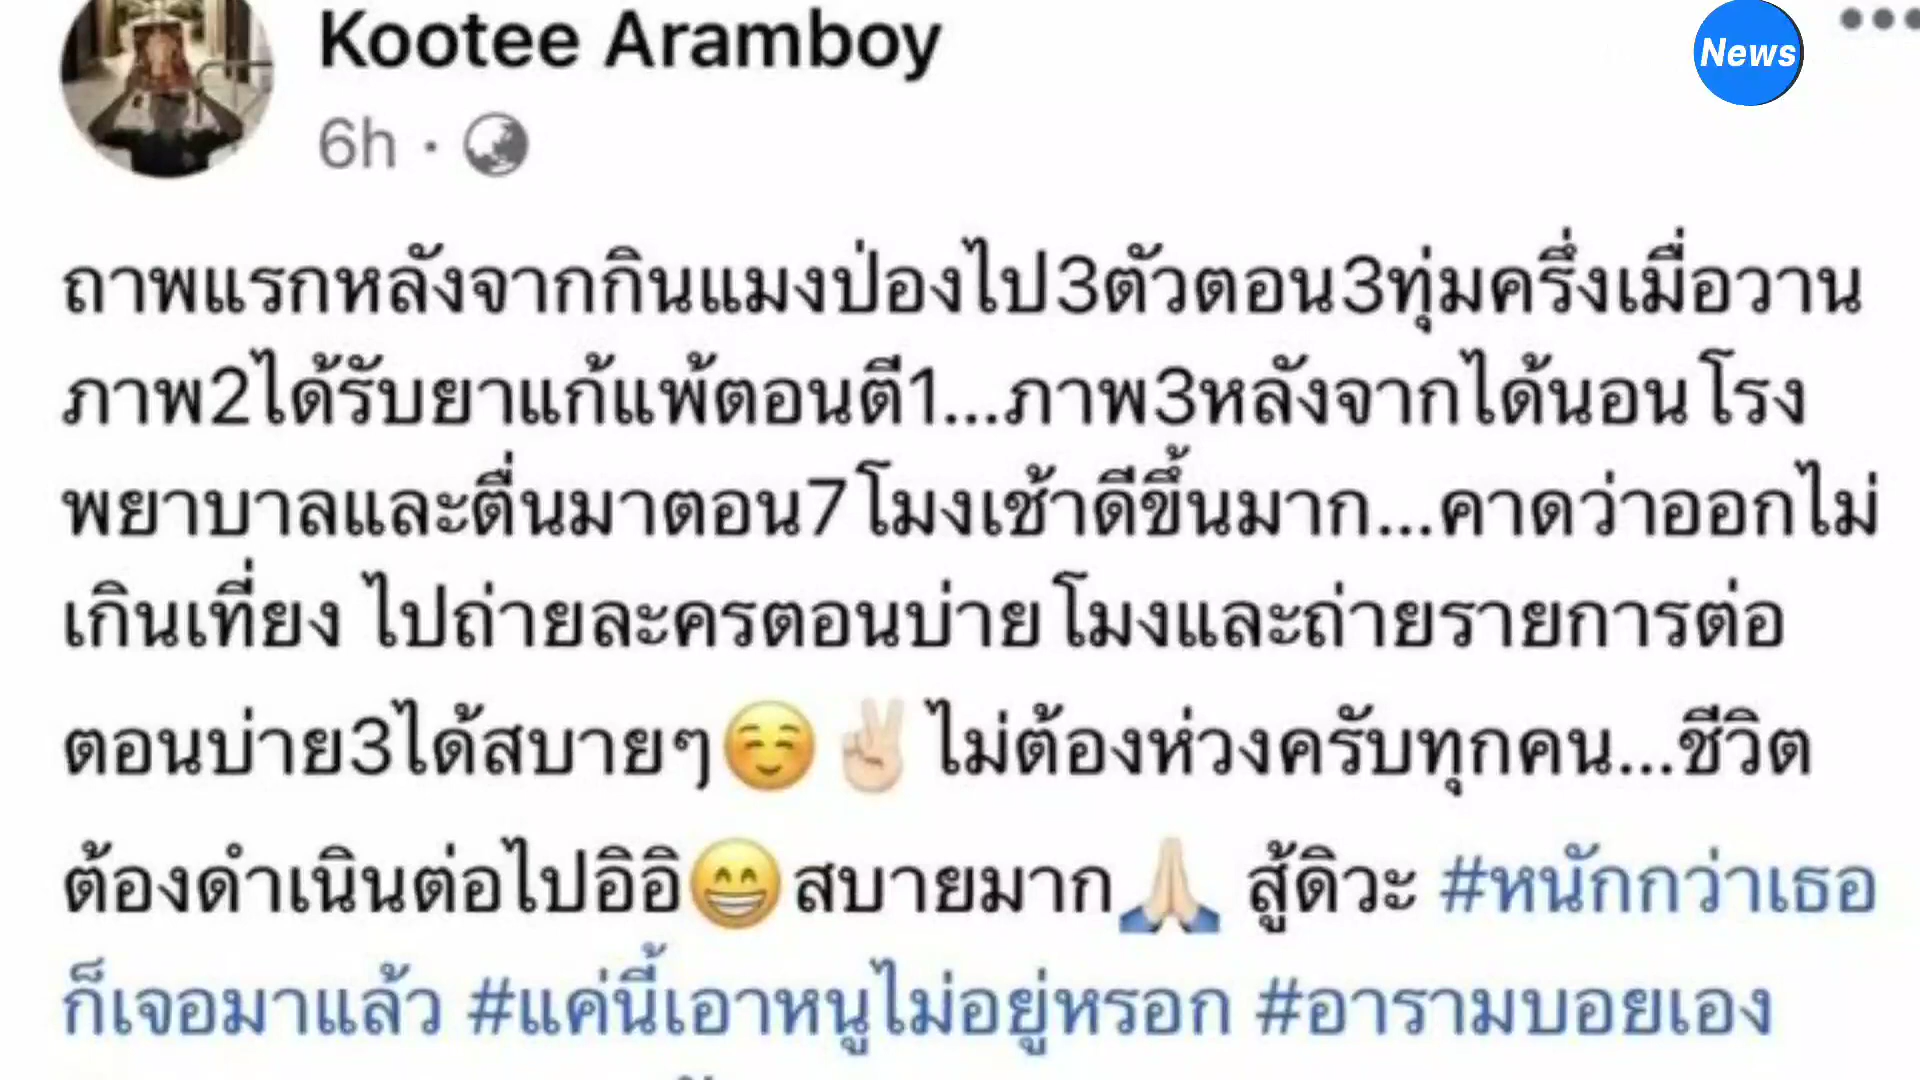 Kootee Aramboy
News
6h ·
ถาพแรกหลังจากกินแมงป่องไป3ตัวตอน3ทุ่มครึ่งเมื่อวาน
ภาพ2ได้รับยาแก้แพ้ตอนตี1...ภาพ3หลังจากได้นอนโรง
พยาบาลและตื่นมาตอน7โมงเช้าดีขึ้นมาก...คาดว่าออกไม่
เกินเที่ยง ไปถ่ายละครตอนบ่ายโมงและถ่ายรายการต่อ
ตอนบ่าย3ได้สบายๆ☺️✌🏻 ไม่ต้องห่วงครับทุกคน...ชีวิต
ต้องดำเนินต่อไปอิอิ😁สบายมาก🙏🏻 สู้ดิวะ #หนักกว่าเธอ
ก็เจอมาแล้ว #แค่นี้เอาหนูไม่อยู่หรอก #อารามบอยเอง